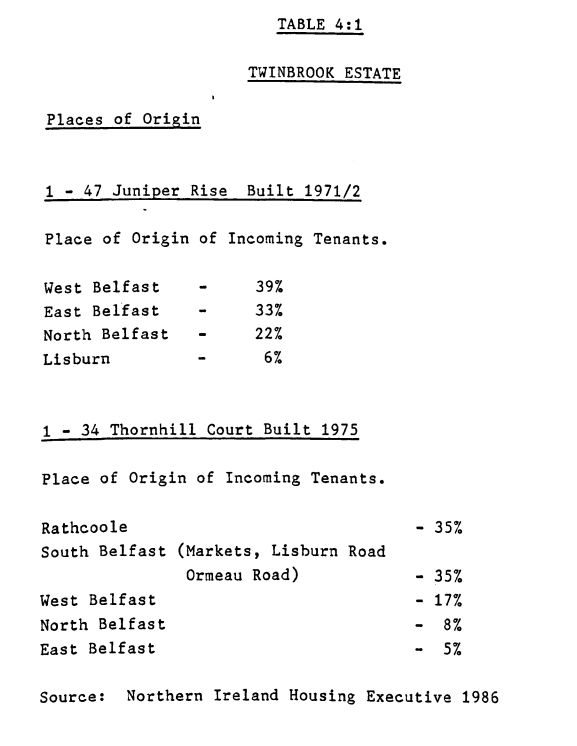 TABLE 4:1
TWINBROOK ESTATE
Places of Origin
1 - 47 Juniper Rise Built 1971/2
Place of Origin of Incoming Tenants.
West Belfast - 39%
East Belfast - 33%
North Belfast - 22%
Lisburn - 6%
1 - 34 Thornhill Court Built 1975
Place of Origin of Incoming Tenants.
Rathcoole - 35%
South Belfast (Markets, Lisburn Road
Ormeau Road) - 35%
West Belfast - 17%
North Belfast - 8%
East Belfast - 5%
Source: Northern Ireland Housing Executive 1986